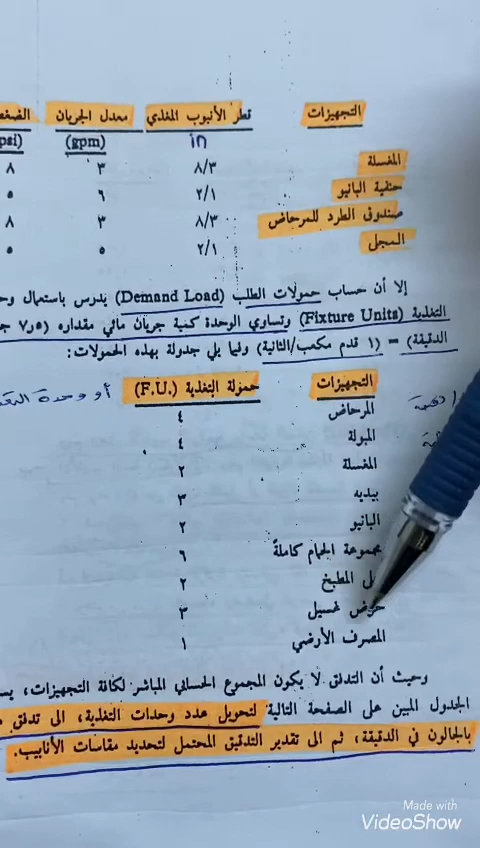 التجهيزات قطر الأنبوب المغذي معدل الجريان
in (gpm) psi)
المغسلة ٨/٣ ٣ ٨
حنفية البانيو ٢/١ ٦ ٥
صندوق الطرد للمرحاض ٨/٣ ٣ ٨
المجل ٢/١ ٥ ٥
إلا أن حساب حمولات الطلب (Demand Load) يدرس باستعمال
التغذية (Fixture Units) وتساوي الوحدة كمية جريان مائي مقداره (٧٫٥
الدقيقة) = (١ قدم مكعب/الثانية) وفيما يلي جدولة بهذه الحمولات:
التجهيزات حمولة التغذية (F.U.) أو وحدة
المرحاض ٤
المبولة ٤
المغسلة ٢
بيديه ٣
البانيو ٢
مجموعة الحمام كاملةً ٦
المطبخ ٢
حوض غسيل ٣
المصرف الأرضي ١
وحيث أن التدفق لا يكون المجموع الحسابي المباشر لكافة التجهيزات،
الجدول المبين على الصفحة التالية لتحويل عدد وحدات التغذية، الى تدفق
بالجالون في الدقيقة، ثم الى تقدير التدقيق المحتمل لتحديد مقاسات الأنابيب.
Made with
VideoShow